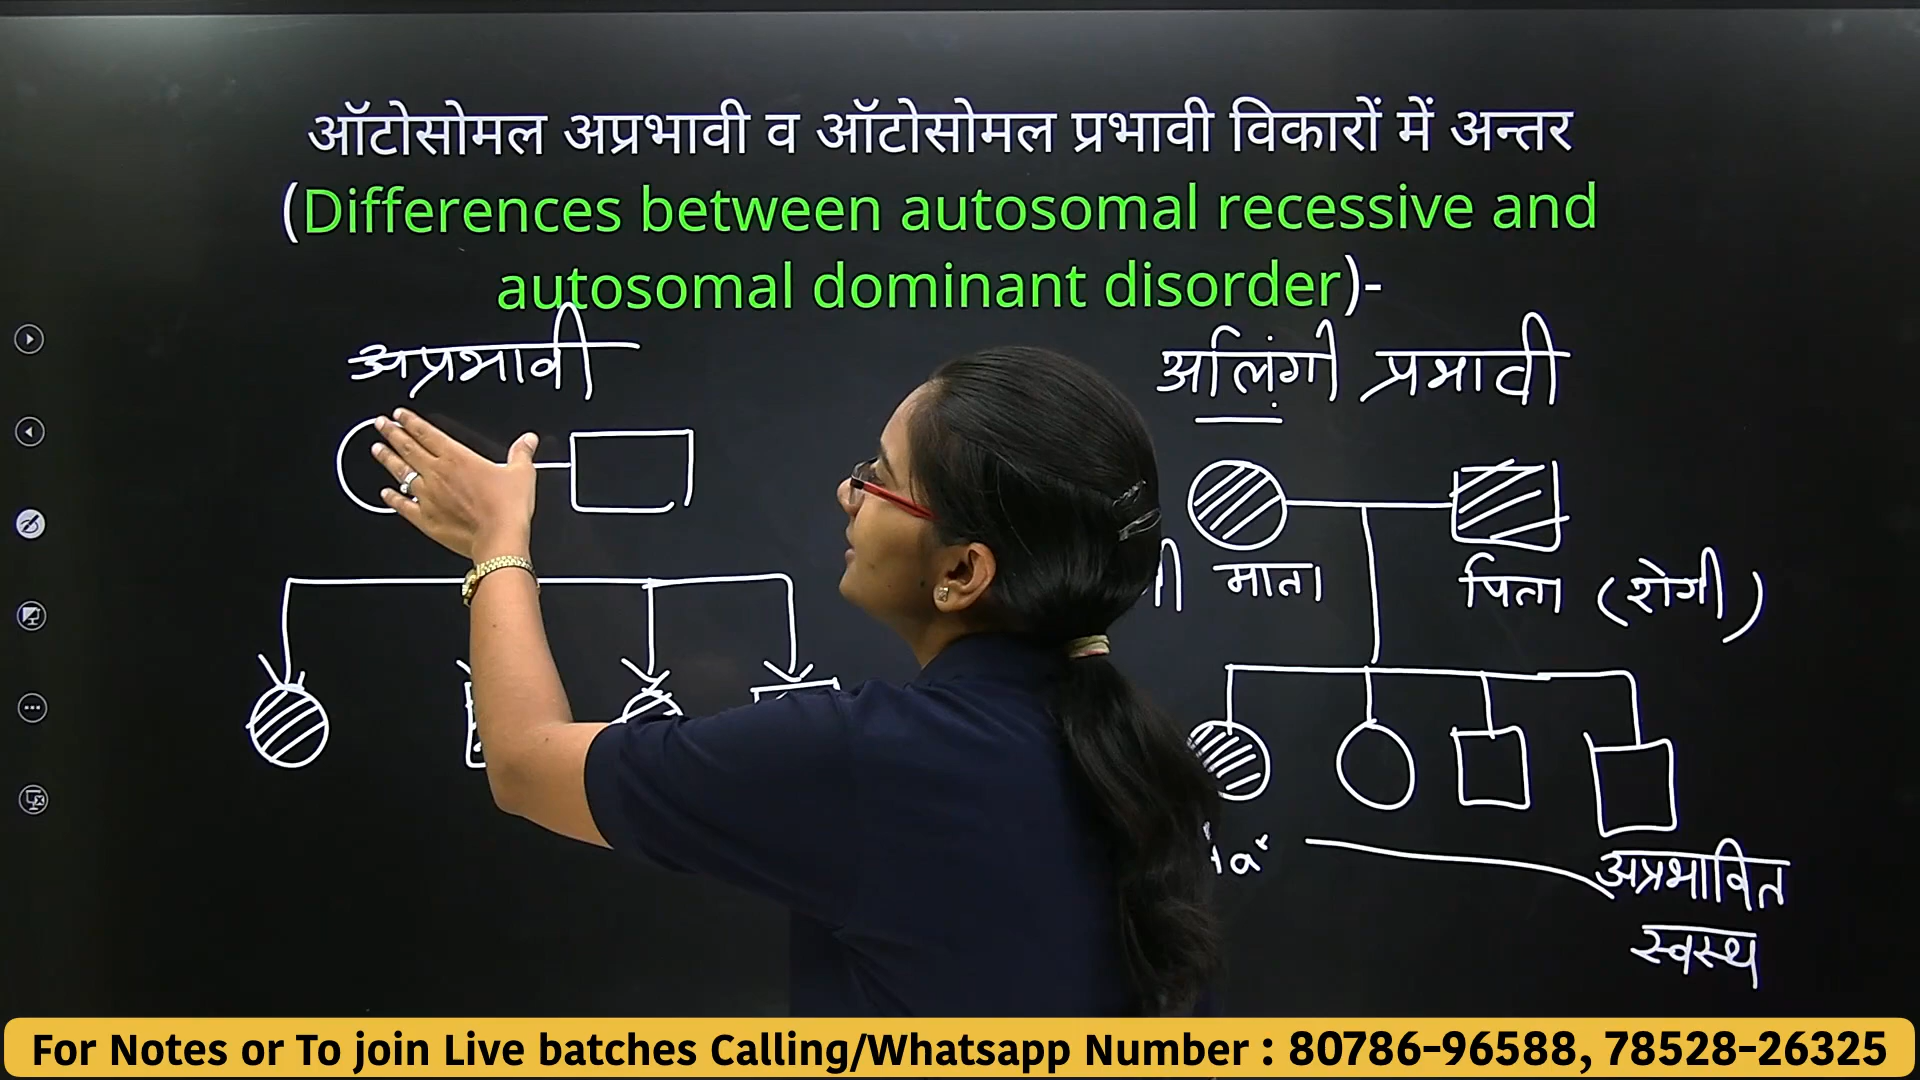 ऑटोसोमल अप्रभावी व ऑटोसोमल प्रभावी विकारों में अन्तर
(Differences between autosomal recessive and
autosomal dominant disorder)-
अप्रभावी
अलिंगी प्रभावी
माता
पिता (रोगी)
अप्रभावित
स्वस्थ
For Notes or To join Live batches Calling/Whatsapp Number : 80786-96588, 78528-26325